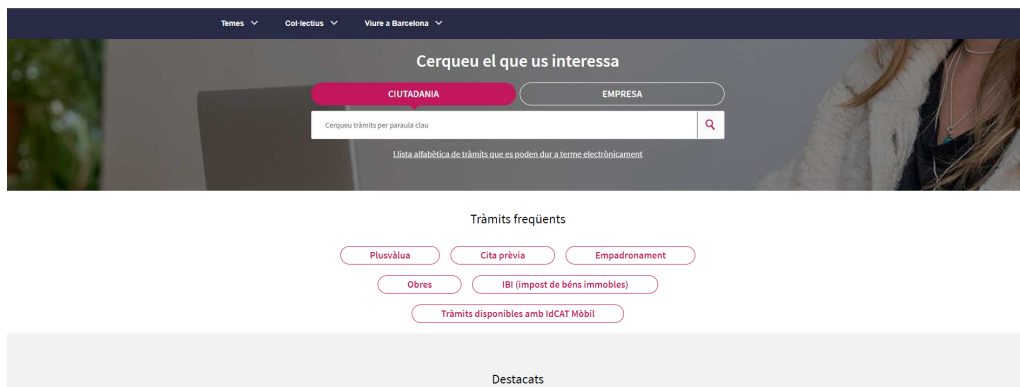 Temes Col·lectius Viure a Barcelona
Cerqueu el que us interessa
CIUTADANIA EMPRESA
Cerqueu tràmits per paraula clau
Llista alfabètica de tràmits que es poden dur a terme electrònicament
Tràmits freqüents
Plusvàlua Cita prèvia Empadronament
Obres IBI (impost de béns immobles)
Tràmits disponibles amb IdCAT Mòbil
Destacats